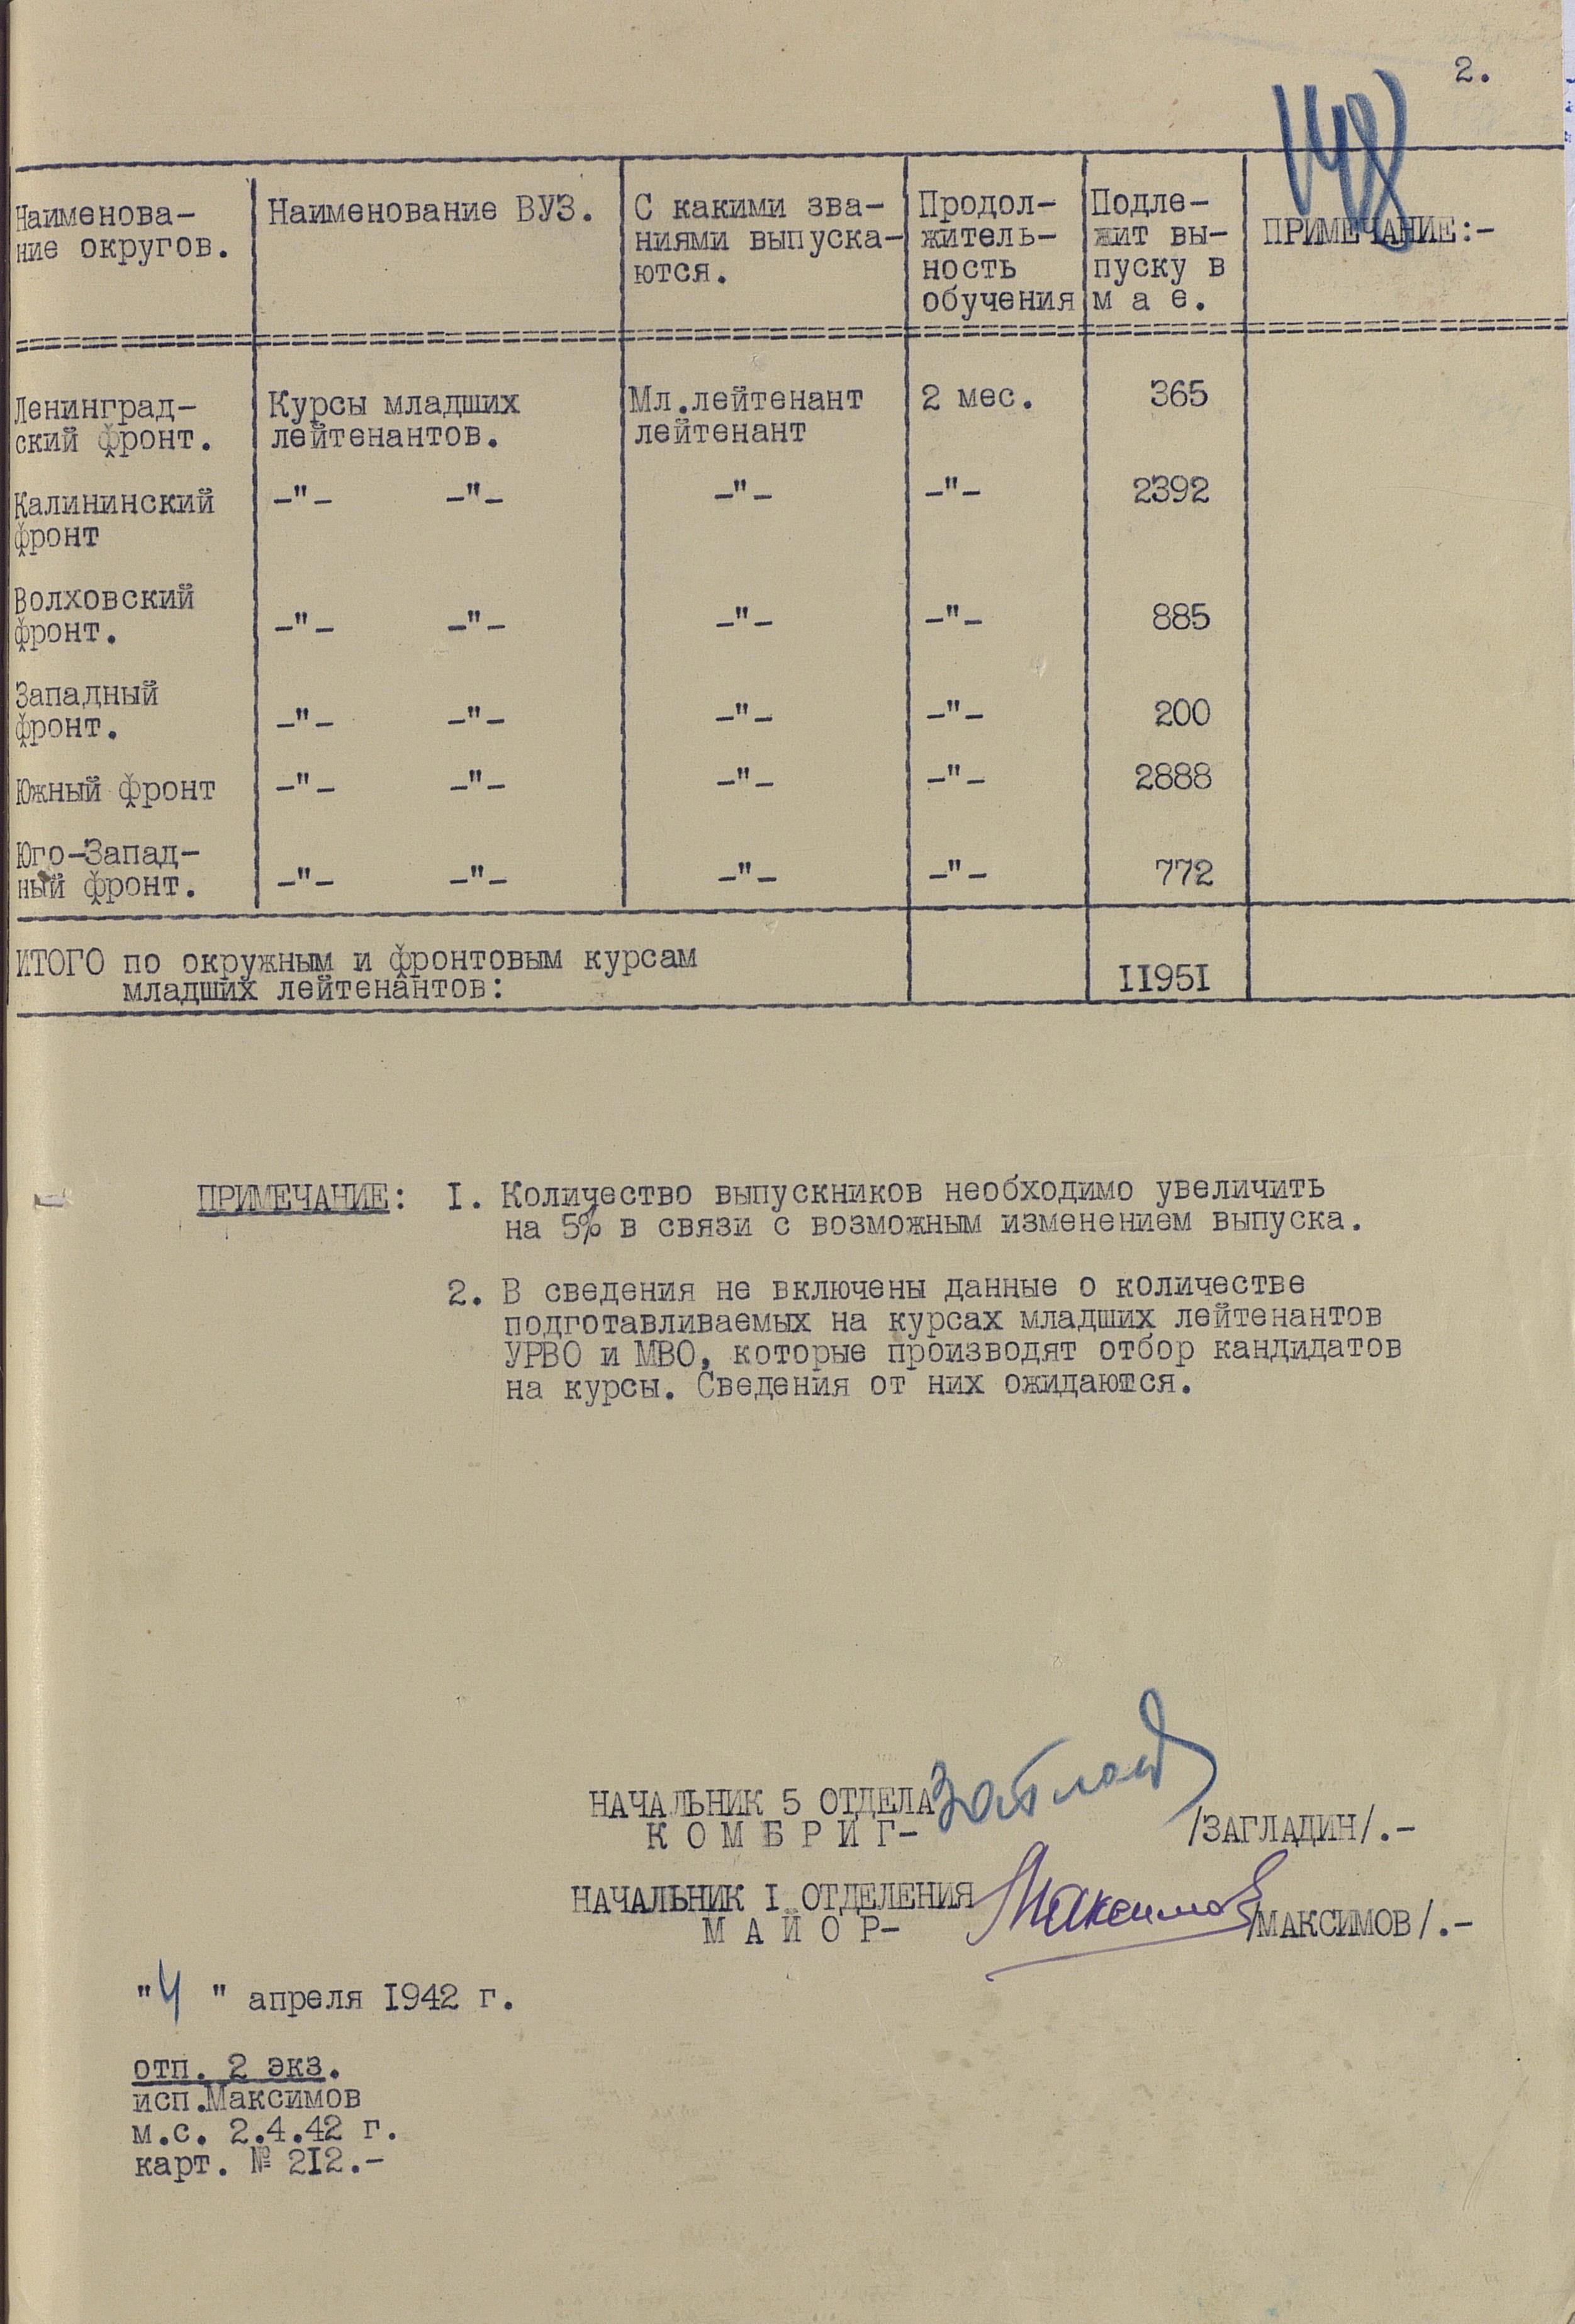 2.
148
Наименова-
ние округов.
Наименование ВУЗ.
С какими зва-
ниями выпуска-
ются.
Продол-
житель-
ность
обучения
Подле-
жит вы-
пуску в
м а е.
ПРИМЕЧАНИЕ:-
Ленинград-
ский фронт.
Курсы младших
лейтенантов.
Мл.лейтенант
лейтенант
2 мес.
365
Калининский
фронт
-"- -"- -"- -"- 2392
Волховский
фронт.
-"- -"- -"- -"- 885
Западный
фронт.
-"- -"- -"- -"- 200
Южный фронт -"- -"- -"- -"- 2888
Юго-Запад-
ный фронт.
-"- -"- -"- -"- 772
ИТОГО по окружным и фронтовым курсам
младших лейтенантов:
II95I
ПРИМЕЧАНИЕ: I. Количество выпускников необходимо увеличить
на 5% в связи с возможным изменением выпуска.
2. В сведения не включены данные о количестве
подготавливаемых на курсах младших лейтенантов
УРВО и МВО, которые производят отбор кандидатов
на курсы. Сведения от них ожидаются.
НАЧАЛЬНИК 5 ОТДЕЛА
К О М Б Р И Г-
Заглад
/ЗАГЛАДИН/.-
НАЧАЛЬНИК I ОТДЕЛЕНИЯ
М А Й О Р-
Максимов
/МАКСИМОВ/.-
"4 " апреля I942 г.
отп. 2 экз.
исп.Максимов
м.с. 2.4.42 г.
карт. № 2I2.-